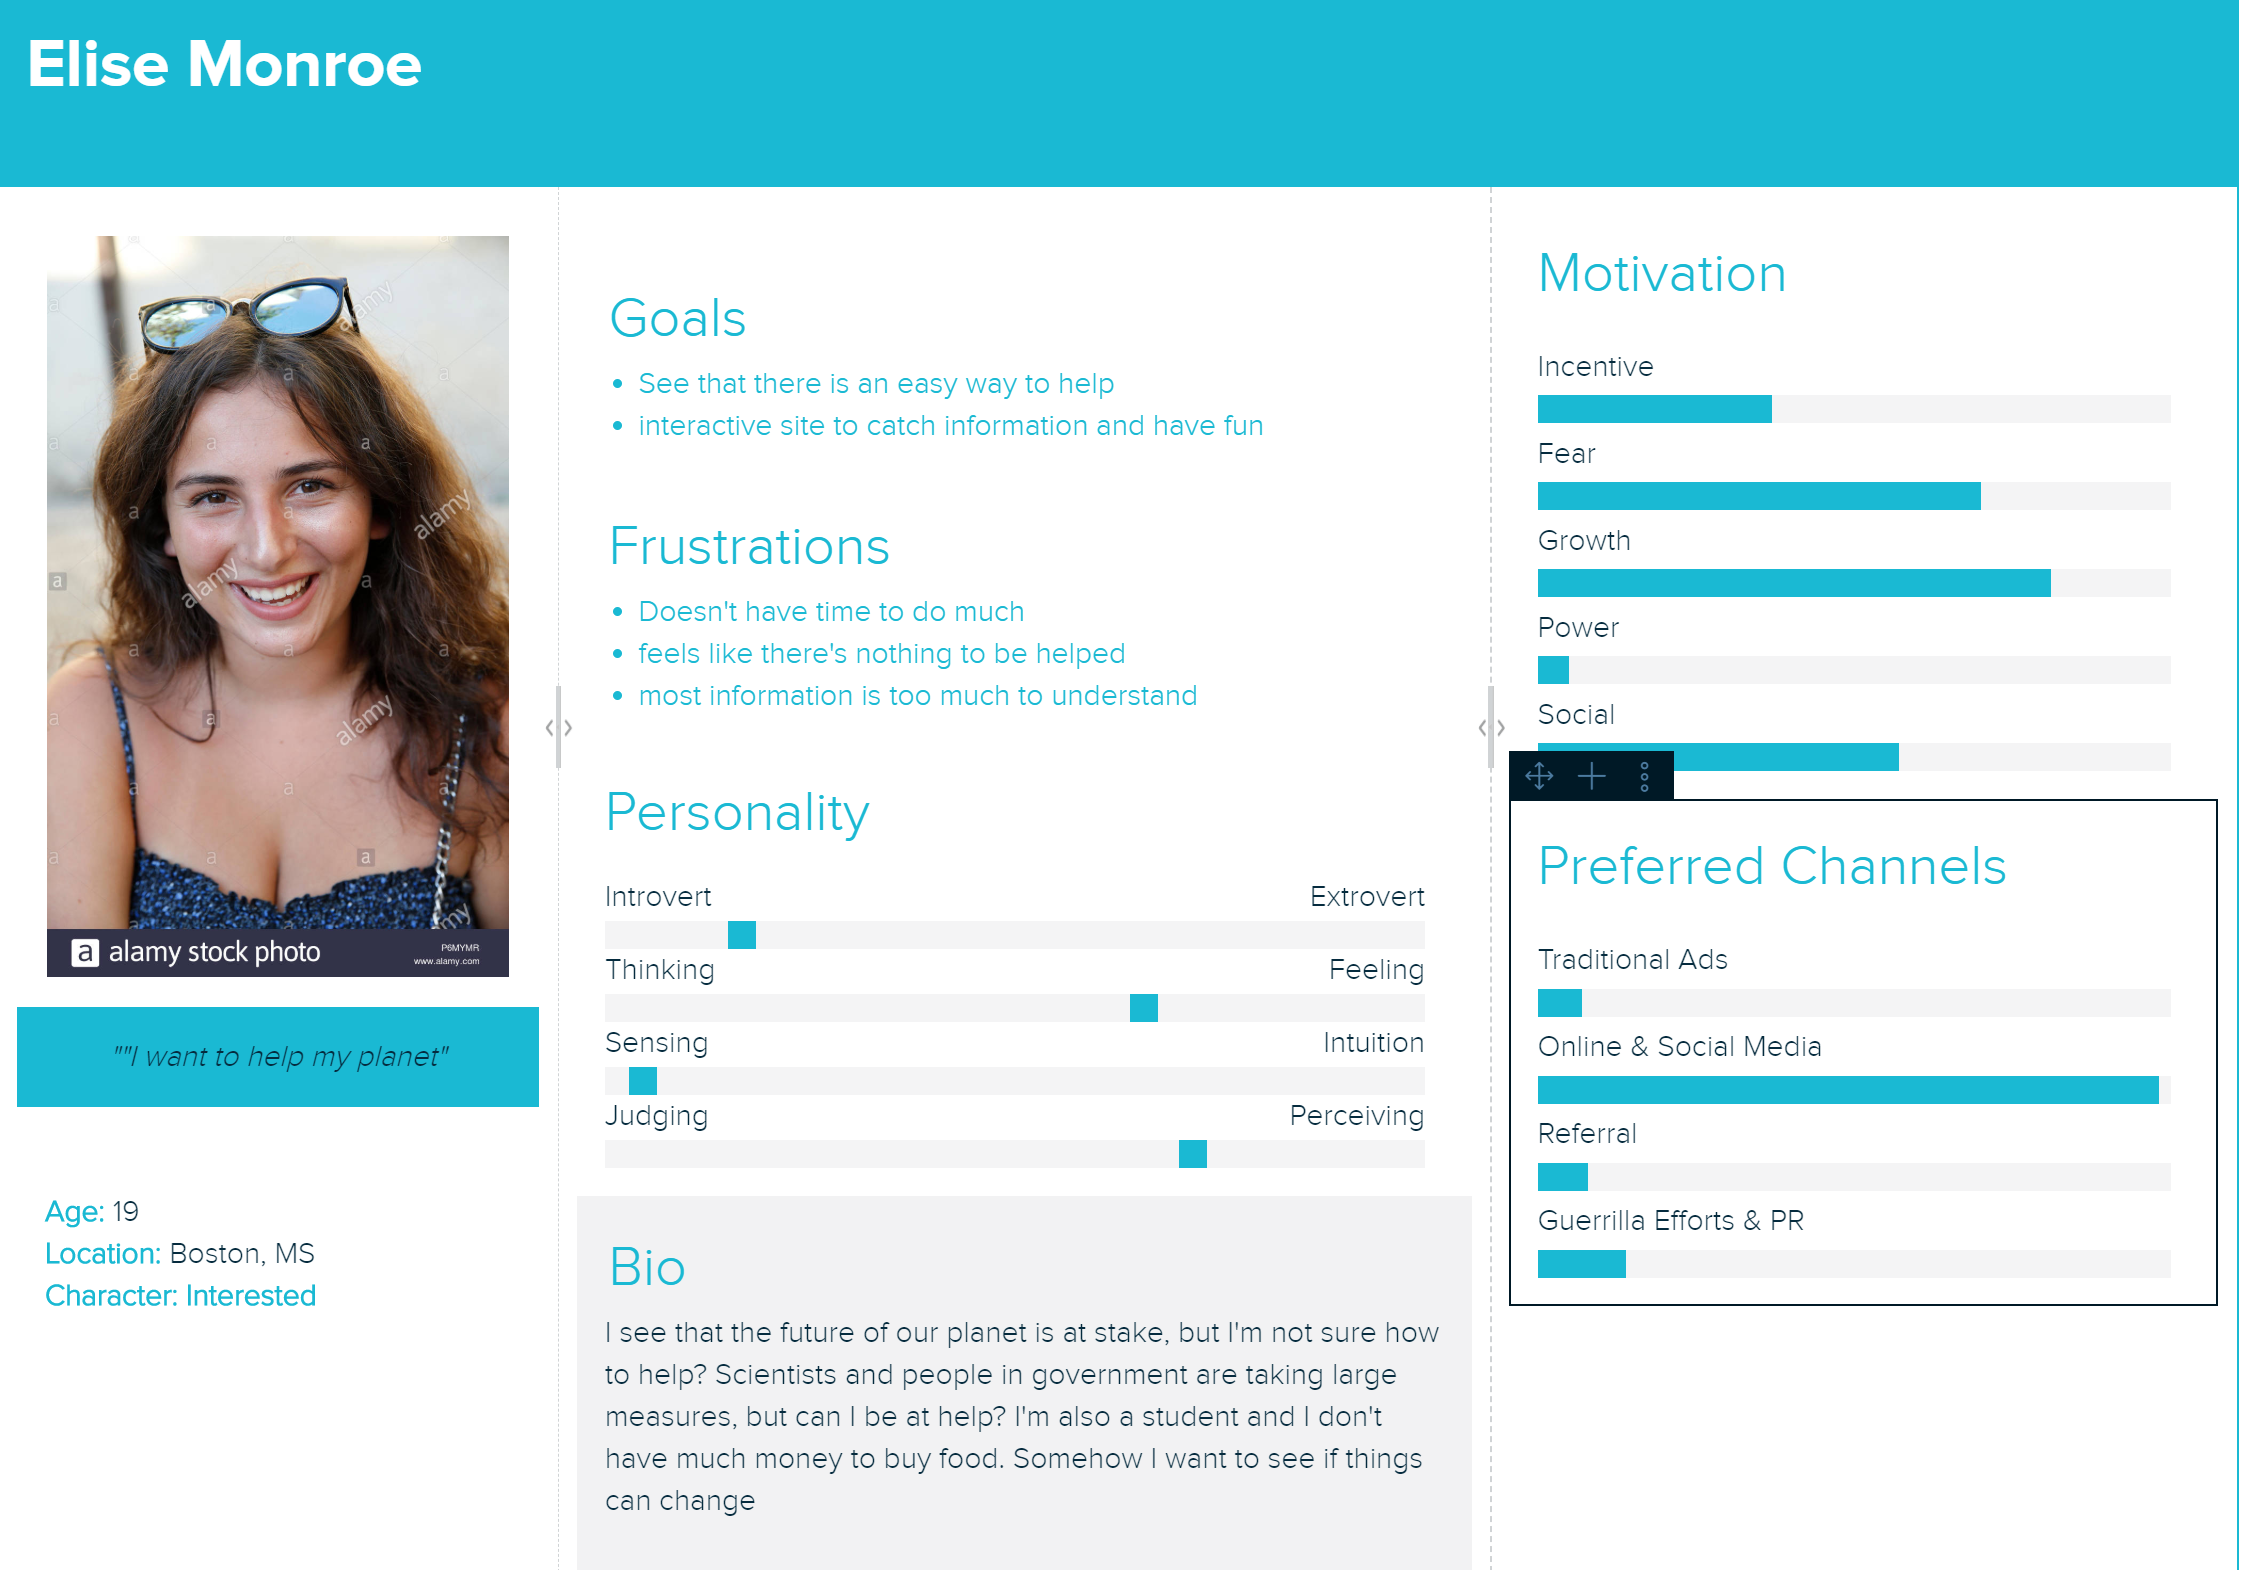 Elise Monroe
alamy
alamy
alamy
alamy
alamy
a alamy stock photo
P6MYMR
www.alamy.com
""I want to help my planet"
Age: 19
Location: Boston, MS
Character: Interested
Goals
• See that there is an easy way to help
• interactive site to catch information and have fun
Frustrations
• Doesn't have time to do much
• feels like there's nothing to be helped
• most information is too much to understand
Personality
Introvert Extrovert
Thinking Feeling
Sensing Intuition
Judging Perceiving
Bio
I see that the future of our planet is at stake, but I'm not sure how
to help? Scientists and people in government are taking large
measures, but can I be at help? I'm also a student and I don't
have much money to buy food. Somehow I want to see if things
can change
Motivation
Incentive
Fear
Growth
Power
Social
Preferred Channels
Traditional Ads
Online & Social Media
Referral
Guerrilla Efforts & PR